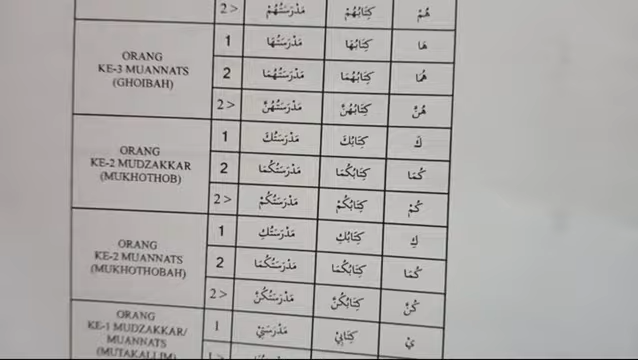 2 > مَدْرَسَتُهُمْ كِتَابُهُمْ هُمْ
ORANG
KE-3 MUANNATS
(GHOIBAH)
1 مَدْرَسَتُهَا كِتَابُهَا هَا
2 مَدْرَسَتُهُمَا كِتَابُهُمَا هُمَا
2 > مَدْرَسَتُهُنَّ كِتَابُهُنَّ هُنَّ
ORANG
KE-2 MUDZAKKAR
(MUKHOTHOB)
1 مَدْرَسَتُكَ كِتَابُكَ كَ
2 مَدْرَسَتُكُمَا كِتَابُكُمَا كُمَا
2 > مَدْرَسَتُكُمْ كِتَابُكُمْ كُمْ
ORANG
KE-2 MUANNATS
(MUKHOTHOBAH)
1 مَدْرَسَتُكِ كِتَابُكِ كِ
2 مَدْرَسَتُكُمَا كِتَابُكُمَا كُمَا
2 > مَدْرَسَتُكُنَّ كِتَابُكُنَّ كُنَّ
ORANG
KE-1 MUDZAKKAR/
MUANNATS
(MUTAKALLIM)
1 مَدْرَسَتِيْ كِتَابِيْ يْ